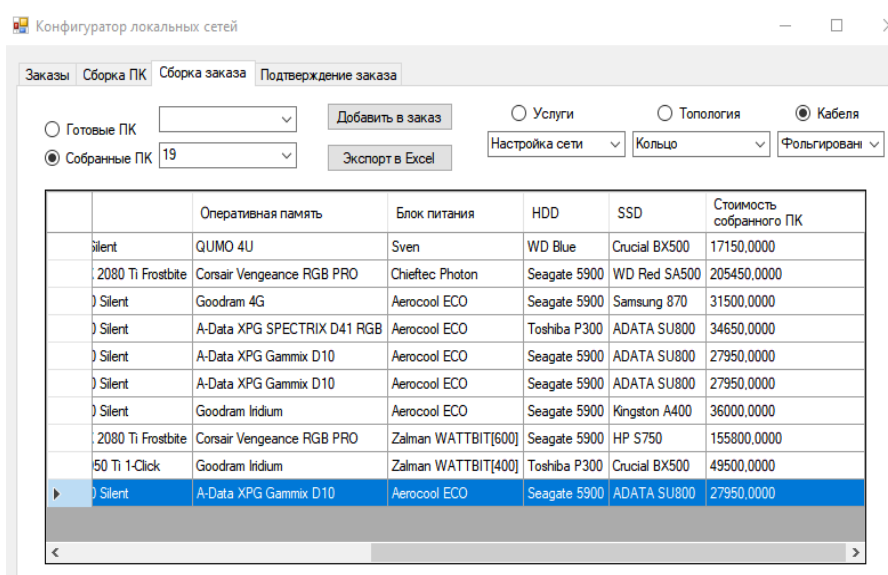 Конфигуратор локальных сетей
Заказы Сборка ПК Сборка заказа Подтверждение заказа
Готовые ПК Добавить в заказ Услуги Топология Кабеля
Собранные ПК 19 Экспорт в Excel Настройка сети Кольцо Фольгирован
Оперативная память Блок питания HDD SSD Стоимость
собранного ПК
Silent QUMO 4U Sven WD Blue Crucial BX500 17150,0000
2080 Ti Frostbite Corsair Vengeance RGB PRO Chieftec Photon Seagate 5900 WD Red SA500 205450,0000
0 Silent Goodram 4G Aerocool ECO Seagate 5900 Samsung 870 31500,0000
0 Silent A-Data XPG SPECTRIX D41 RGB Aerocool ECO Toshiba P300 ADATA SU800 34650,0000
0 Silent A-Data XPG Gammix D10 Aerocool ECO Seagate 5900 ADATA SU800 27950,0000
0 Silent A-Data XPG Gammix D10 Aerocool ECO Seagate 5900 ADATA SU800 27950,0000
0 Silent Goodram Iridium Aerocool ECO Seagate 5900 Kingston A400 36000,0000
2080 Ti Frostbite Corsair Vengeance RGB PRO Zalman WATTBIT[600] Seagate 5900 HP S750 155800,0000
950 Ti 1-Click Goodram Iridium Zalman WATTBIT[400] Toshiba P300 Crucial BX500 49500,0000
0 Silent A-Data XPG Gammix D10 Aerocool ECO Seagate 5900 ADATA SU800 27950,0000